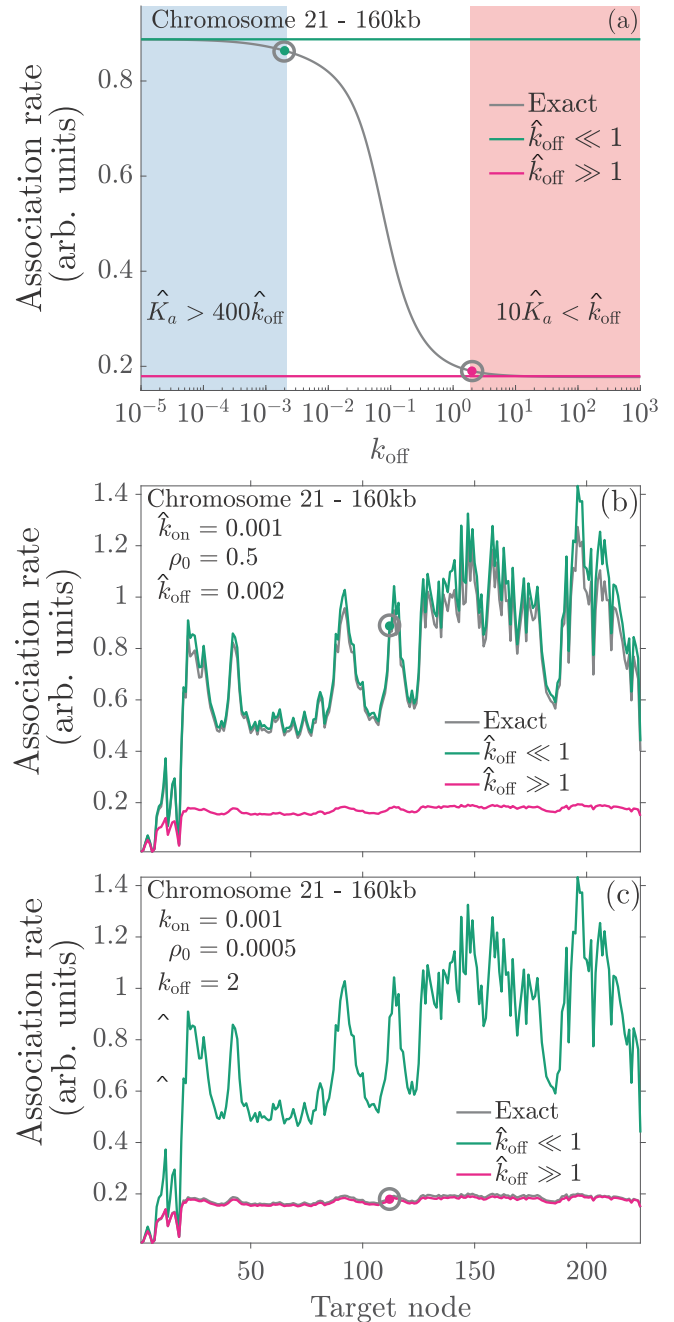 Chromosome 21 - 160kb
(a)
Association rate
(arb. units)
0.8
0.6
0.4
0.2
Exact
k̂off ≪ 1
k̂off ≫ 1
K̂a > 400k̂off
10K̂a < k̂off
10⁻⁵ 10⁻⁴ 10⁻³ 10⁻² 10⁻¹ 10⁰ 10¹ 10² 10³
koff
Chromosome 21 - 160kb
(b)
k̂on = 0.001
ρ0 = 0.5
k̂off = 0.002
Association rate
(arb. units)
1.4
1.2
1
0.8
0.6
0.4
0.2
Exact
k̂off ≪ 1
k̂off ≫ 1
Chromosome 21 - 160kb
(c)
kon = 0.001
ρ0 = 0.0005
koff = 2
^
^
Association rate
(arb. units)
1.4
1.2
1
0.8
0.6
0.4
0.2
Exact
k̂off ≪ 1
k̂off ≫ 1
50 100 150 200
Target node